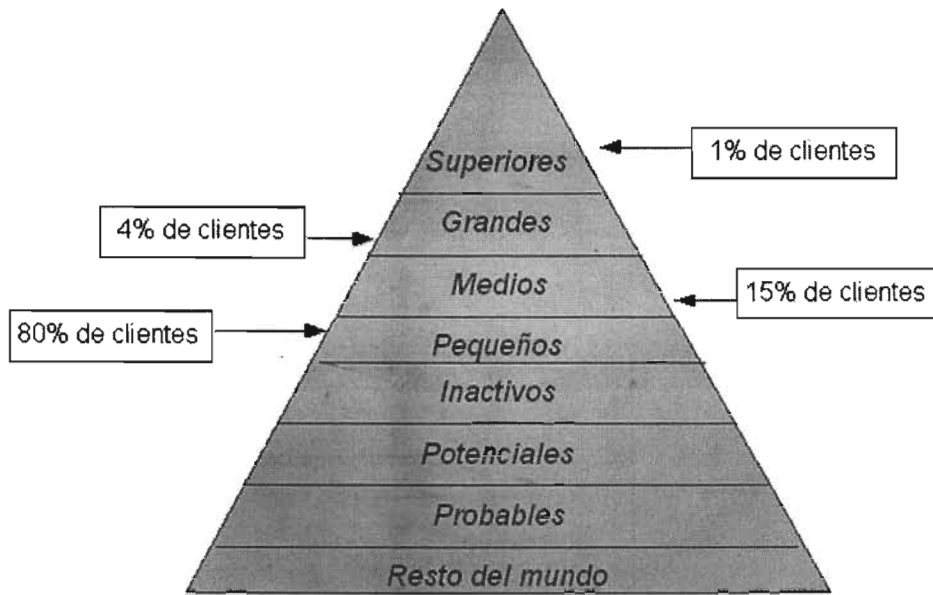 1% de clientes
Superiores
4% de clientes
Grandes
Medios
15% de clientes
80% de clientes
Pequeños
Inactivos
Potenciales
Probables
Resto del mundo